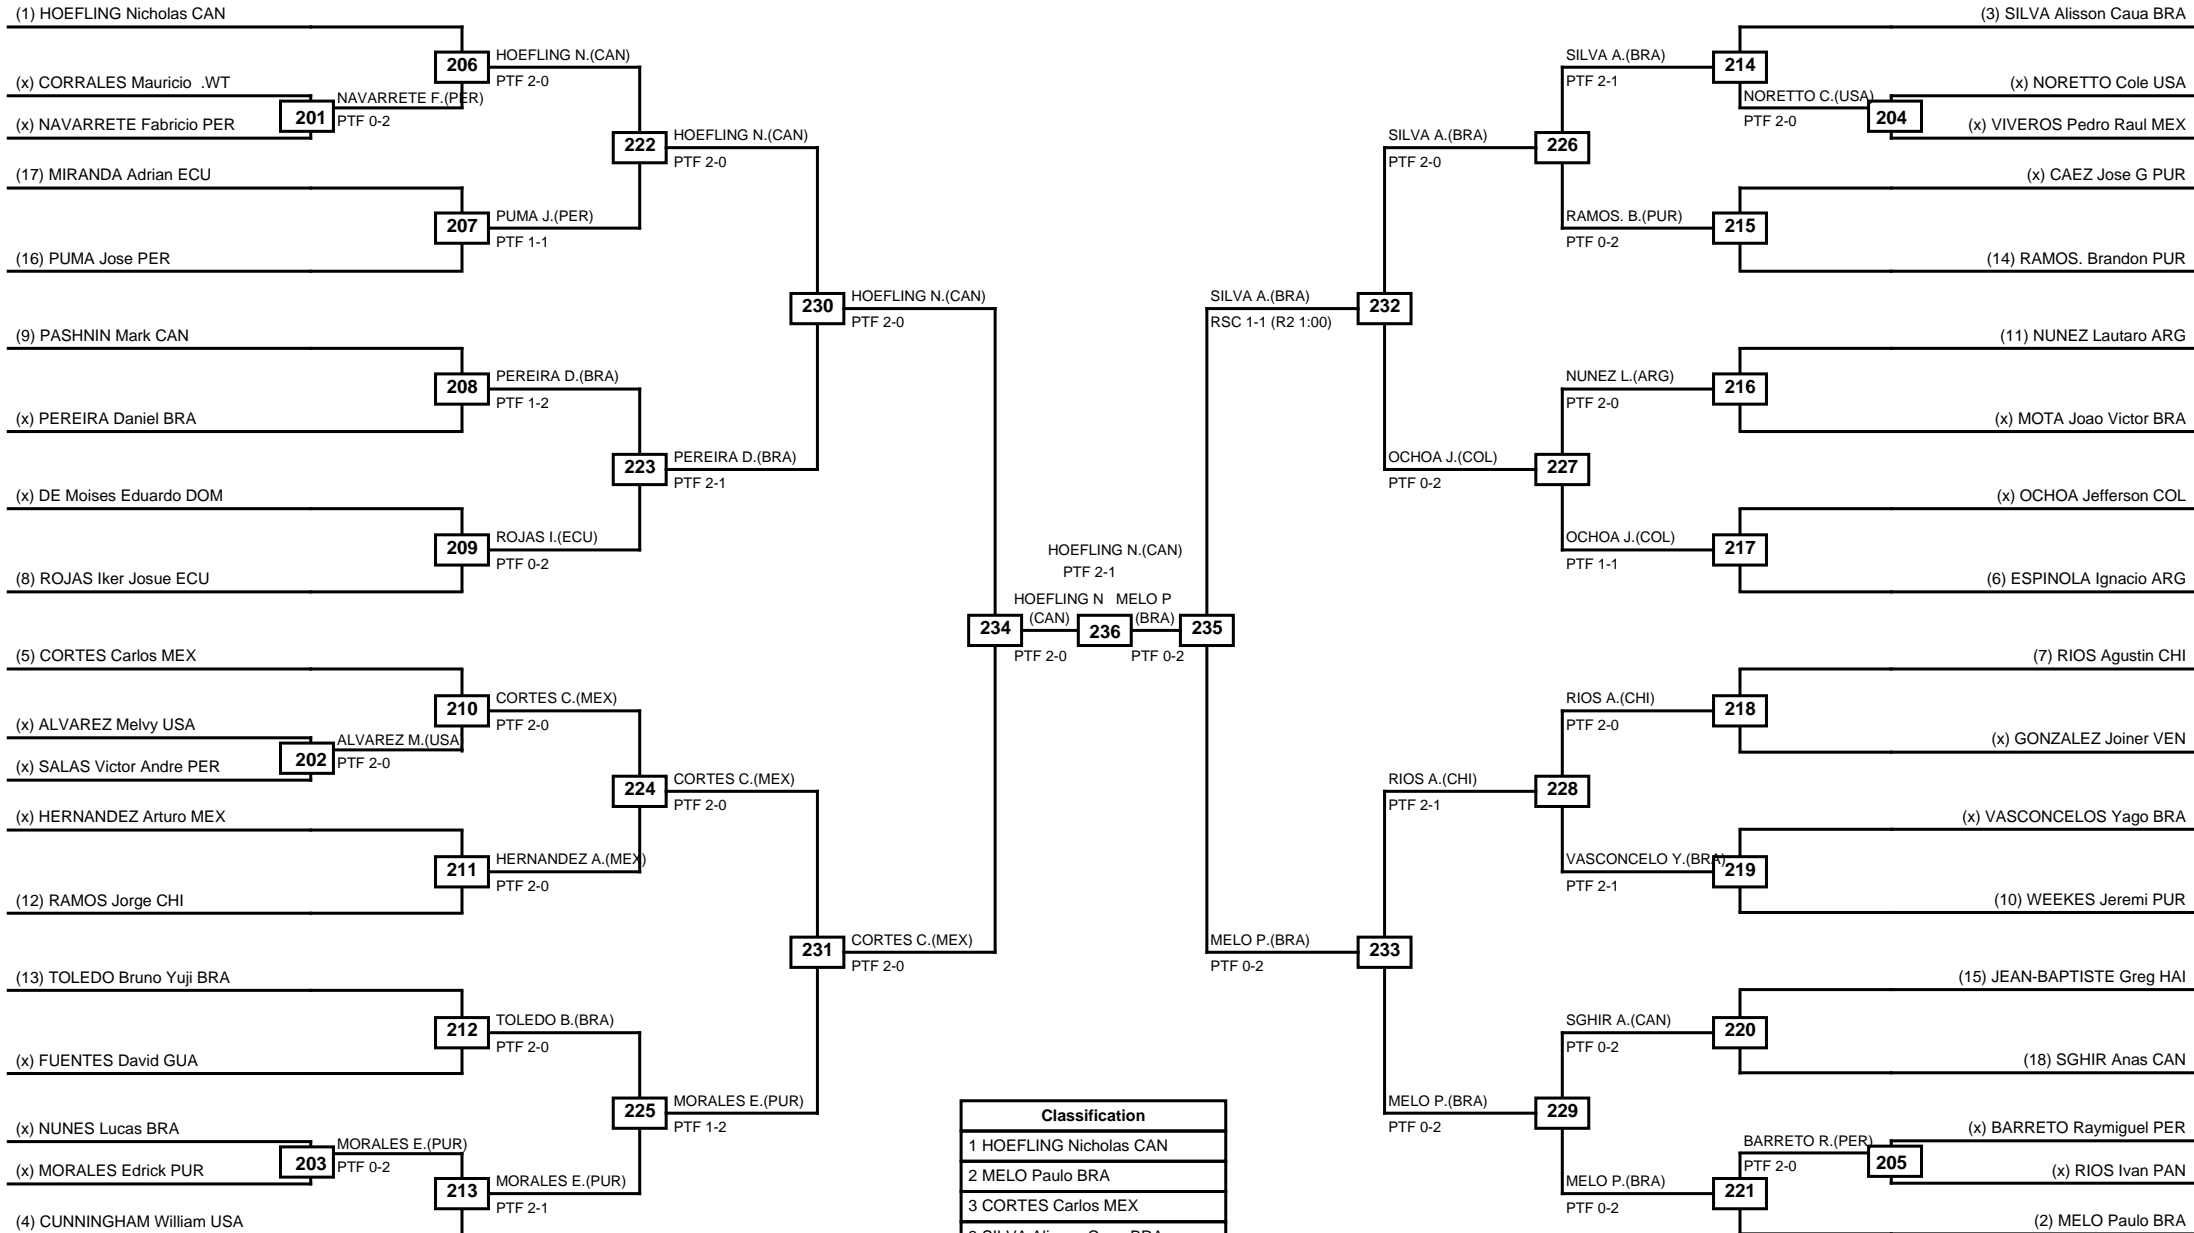 (1) HOEFLING Nicholas CAN
(x) CORRALES Mauricio .WT
(x) NAVARRETE Fabricio PER
(17) MIRANDA Adrian ECU
(16) PUMA Jose PER
(9) PASHNIN Mark CAN
(x) PEREIRA Daniel BRA
(x) DE Moises Eduardo DOM
(8) ROJAS Iker Josue ECU
(5) CORTES Carlos MEX
(x) ALVAREZ Melvy USA
(x) SALAS Victor Andre PER
(x) HERNANDEZ Arturo MEX
(12) RAMOS Jorge CHI
(13) TOLEDO Bruno Yuji BRA
(x) FUENTES David GUA
(x) NUNES Lucas BRA
(x) MORALES Edrick PUR
(4) CUNNINGHAM William USA
201
NAVARRETE F.(PER)
PTF 0-2
202
ALVAREZ M.(USA)
PTF 2-0
203
MORALES E.(PUR)
PTF 0-2
206
HOEFLING N.(CAN)
PTF 2-0
207
PUMA J.(PER)
PTF 1-1
208
PEREIRA D.(BRA)
PTF 1-2
209
ROJAS I.(ECU)
PTF 0-2
210
CORTES C.(MEX)
PTF 2-0
211
HERNANDEZ A.(MEX)
PTF 2-0
212
TOLEDO B.(BRA)
PTF 2-0
213
MORALES E.(PUR)
PTF 2-1
222
HOEFLING N.(CAN)
PTF 2-0
223
PEREIRA D.(BRA)
PTF 2-1
224
CORTES C.(MEX)
PTF 2-0
225
MORALES E.(PUR)
PTF 1-2
230
HOEFLING N.(CAN)
PTF 2-0
231
CORTES C.(MEX)
PTF 2-0
HOEFLING N.(CAN)
PTF 2-1
HOEFLING N MELO P
234 (CAN) 236 (BRA) 235
PTF 2-0 PTF 0-2
SILVA A.(BRA)
RSC 1-1 (R2 1:00)
232
MELO P.(BRA)
PTF 0-2
233
SILVA A.(BRA)
PTF 2-0
226
OCHOA J.(COL)
PTF 0-2
227
RIOS A.(CHI)
PTF 2-1
228
MELO P.(BRA)
PTF 0-2
229
SILVA A.(BRA)
PTF 2-1
214
RAMOS. B.(PUR)
PTF 0-2
215
NUNEZ L.(ARG)
PTF 2-0
216
OCHOA J.(COL)
PTF 1-1
217
RIOS A.(CHI)
PTF 2-0
218
VASCONCELO Y.(BRA)
PTF 2-1
219
SGHIR A.(CAN)
PTF 0-2
220
MELO P.(BRA)
PTF 0-2
221
NORETTO C.(USA)
PTF 2-0
204
BARRETO R.(PER)
PTF 2-0
205
(3) SILVA Alisson Caua BRA
(x) NORETTO Cole USA
(x) VIVEROS Pedro Raul MEX
(x) CAEZ Jose G PUR
(14) RAMOS. Brandon PUR
(11) NUNEZ Lautaro ARG
(x) MOTA Joao Victor BRA
(x) OCHOA Jefferson COL
(6) ESPINOLA Ignacio ARG
(7) RIOS Agustin CHI
(x) GONZALEZ Joiner VEN
(x) VASCONCELOS Yago BRA
(10) WEEKES Jeremi PUR
(15) JEAN-BAPTISTE Greg HAI
(18) SGHIR Anas CAN
(x) BARRETO Raymiguel PER
(x) RIOS Ivan PAN
(2) MELO Paulo BRA
Classification
1 HOEFLING Nicholas CAN
2 MELO Paulo BRA
3 CORTES Carlos MEX